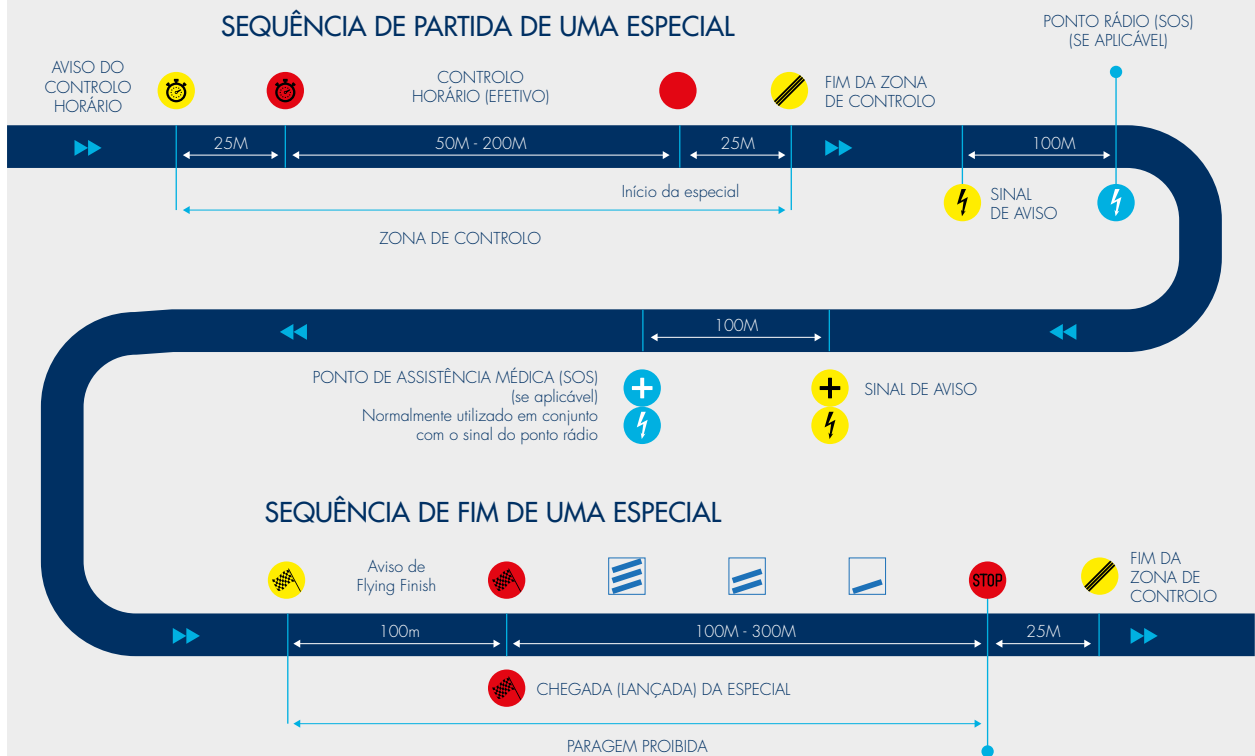 SEQUÊNCIA DE PARTIDA DE UMA ESPECIAL
PONTO RÁDIO (SOS)
(SE APLICÁVEL)
AVISO DO
CONTROLO
HORÁRIO
CONTROLO
HORÁRIO (EFETIVO)
FIM DA ZONA
DE CONTROLO
25M
50M - 200M
25M
100M
Início da especial
SINAL
DE AVISO
ZONA DE CONTROLO
100M
PONTO DE ASSISTÊNCIA MÉDICA (SOS)
(se aplicável)
Normalmente utilizado em conjunto
com o sinal do ponto rádio
SINAL DE AVISO
SEQUÊNCIA DE FIM DE UMA ESPECIAL
Aviso de
Flying Finish
STOP
FIM DA
ZONA DE
CONTROLO
100m
100M - 300M
25M
CHEGADA (LANÇADA) DA ESPECIAL
PARAGEM PROIBIDA